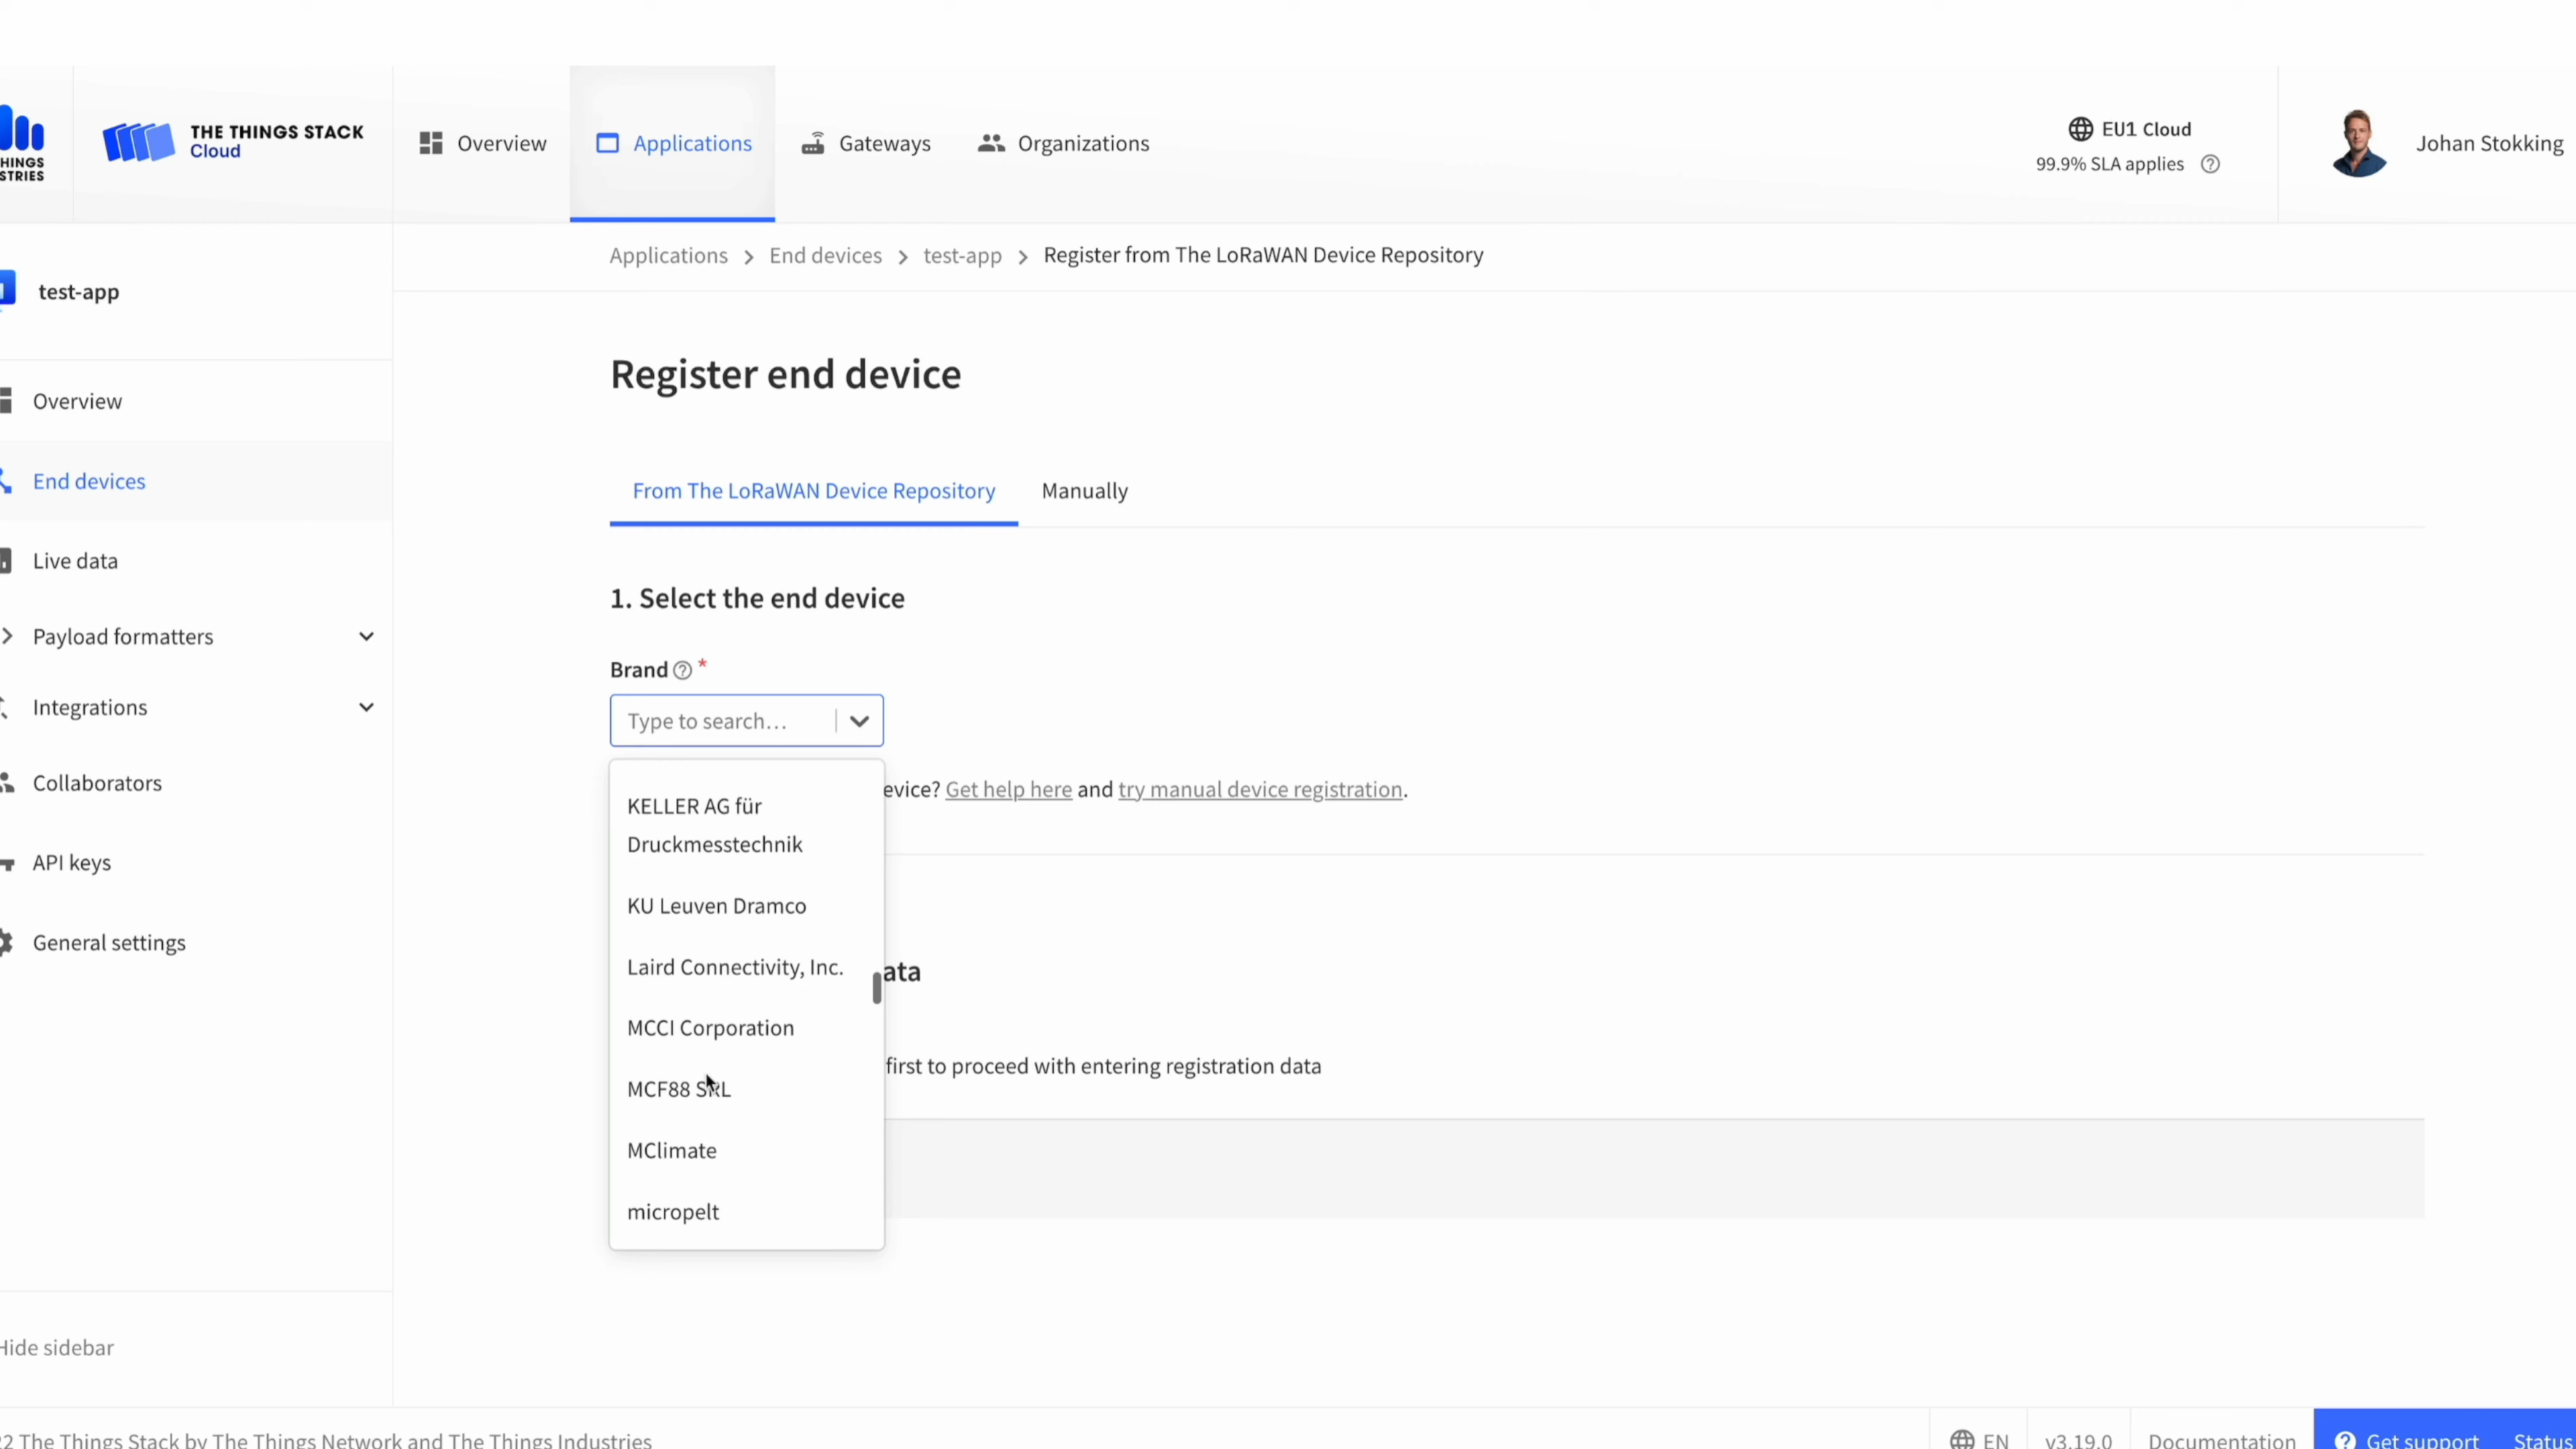 THINGS
STRIES
THE THINGS STACK
Cloud
Overview
Applications
Gateways
Organizations
EU1 Cloud
99.9% SLA applies
Johan Stokking
Applications > End devices > test-app > Register from The LoRaWAN Device Repository
test-app
Overview
End devices
Live data
Payload formatters
Integrations
Collaborators
API keys
General settings
Hide sidebar
Register end device
From The LoRaWAN Device Repository
Manually
1. Select the end device
Brand *
Type to search...
evice? Get help here and try manual device registration.
KELLER AG für
Druckmesstechnik
KU Leuven Dramco
Laird Connectivity, Inc.
MCCI Corporation
MCF88 SRL
MClimate
micropelt
ata
first to proceed with entering registration data
22 The Things Stack by The Things Network and The Things Industries
EN
v3.19.0
Documentation
Get support
Status